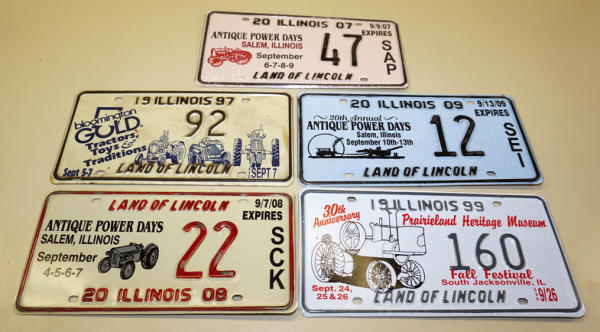 20 ILLINOIS 07
9/9/07
EXPIRES
ANTIQUE POWER DAYS
SALEM, ILLINOIS
September
6-7-8-9
47
SAP
LAND OF LINCOLN
19 ILLINOIS 97
bloomington
GOLD
Tractors,
Toys &
Traditions
92
Sept 5-7
SEPT 7
LAND OF LINCOLN
20 ILLINOIS 09
9/13/09
EXPIRES
20th Annual
ANTIQUE POWER DAYS
Salem, Illinois
September 10th-13th
12
SEI
LAND OF LINCOLN
LAND OF LINCOLN
9/7/08
EXPIRES
ANTIQUE POWER DAYS
SALEM, ILLINOIS
September
4-5-6-7
22
SCK
20 ILLINOIS 08
19 ILLINOIS 99
30th
Anniversary
Prairieland Heritage Museum
160
Fall Festival
South Jacksonville, IL
Sept. 24,
25 & 26
9/26
LAND OF LINCOLN